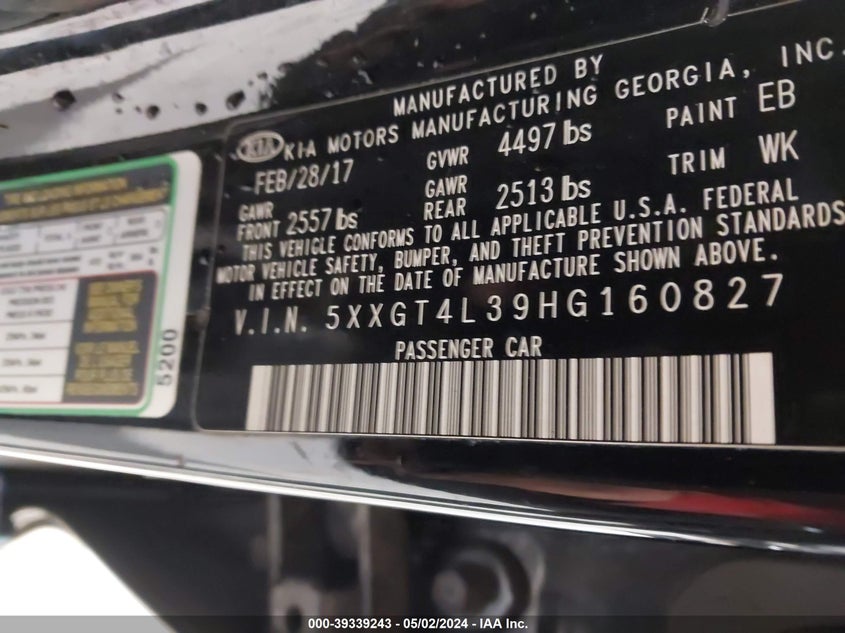 MANUFACTURED BY
KIA KIA MOTORS MANUFACTURING GEORGIA, INC.
FEB/28/17 GVWR 4497 lbs PAINT EB
GAWR FRONT 2557 lbs GAWR REAR 2513 lbs TRIM WK
THIS VEHICLE CONFORMS TO ALL APPLICABLE U.S.A. FEDERAL
MOTOR VEHICLE SAFETY, BUMPER, AND THEFT PREVENTION STANDARDS
IN EFFECT ON THE DATE OF MANUFACTURE SHOWN ABOVE.
V.I.N. 5XXGT4L39HG160827
PASSENGER CAR
5200
000-39339243 - 05/02/2024 - IAA Inc.